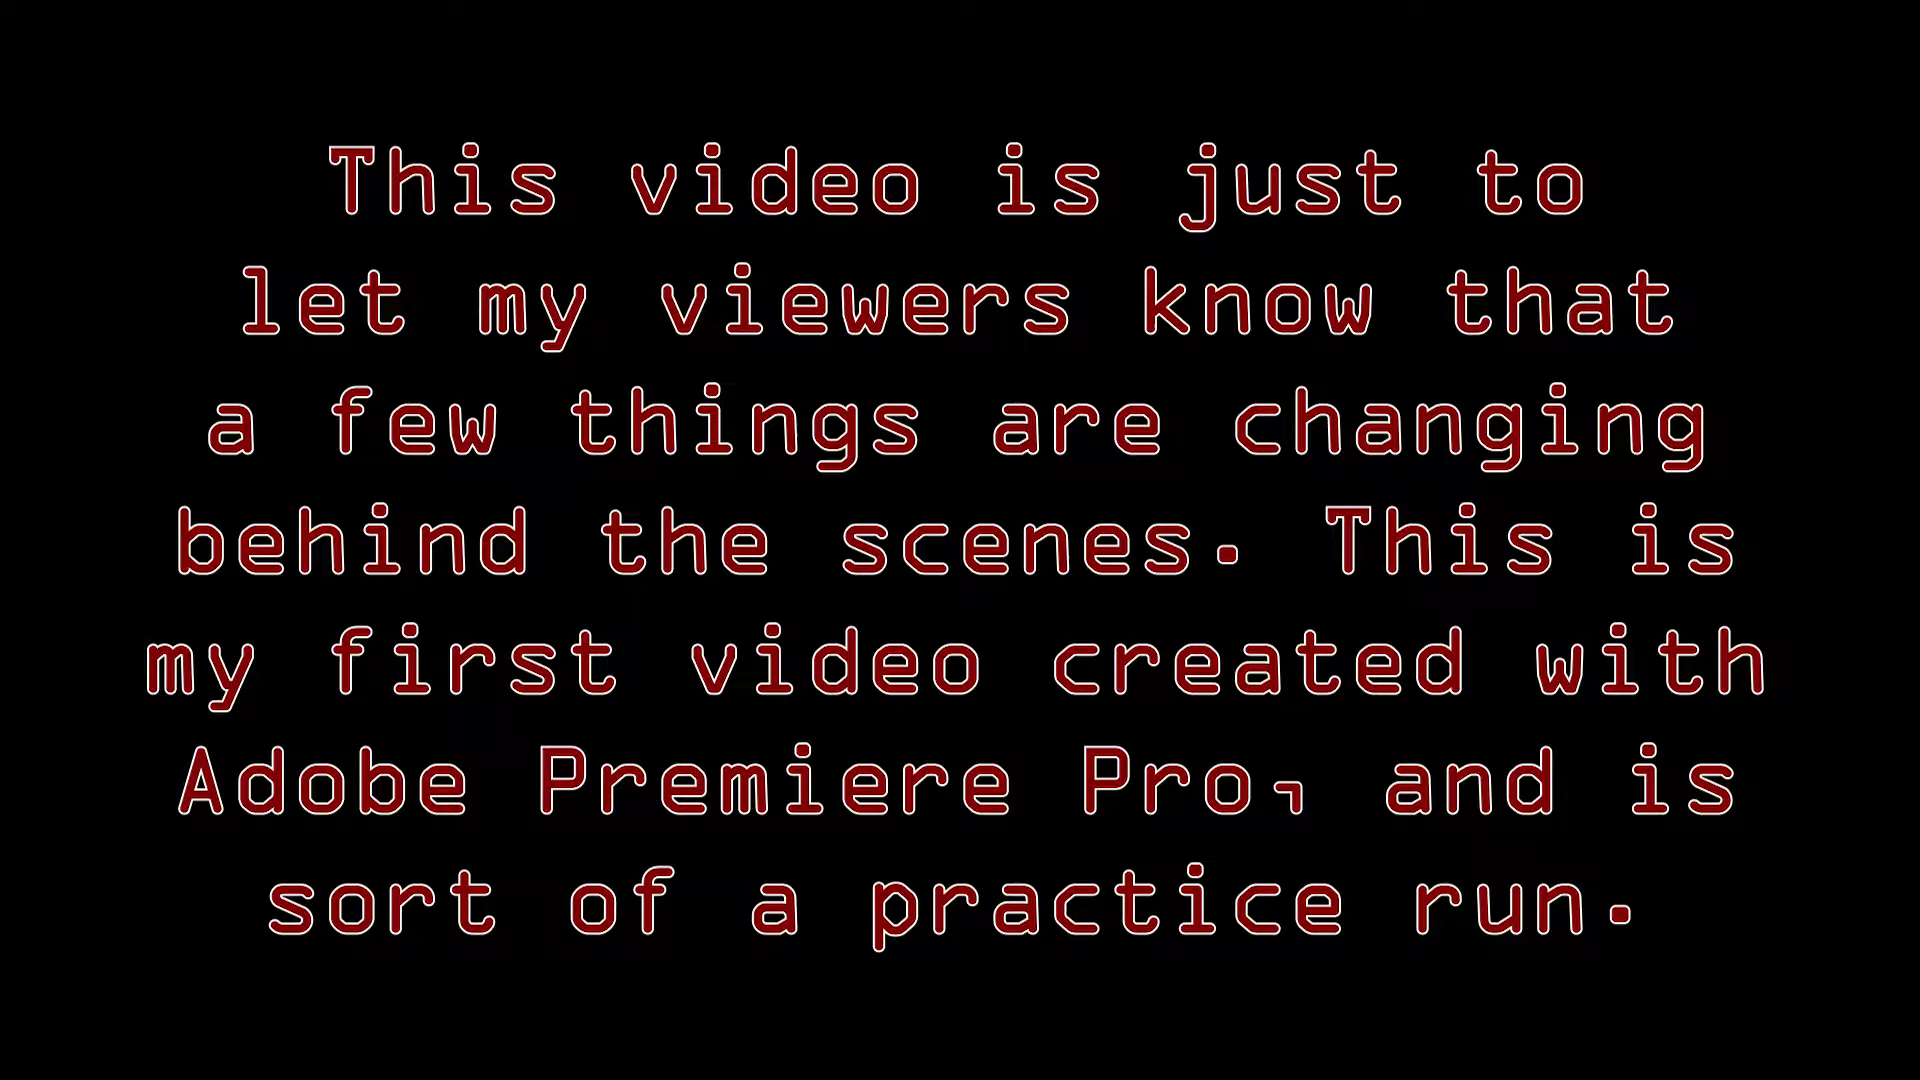 This video is just to
let my viewers know that
a few things are changing
behind the scenes. This is
my first video created with
Adobe Premiere Pro, and is
sort of a practice run.